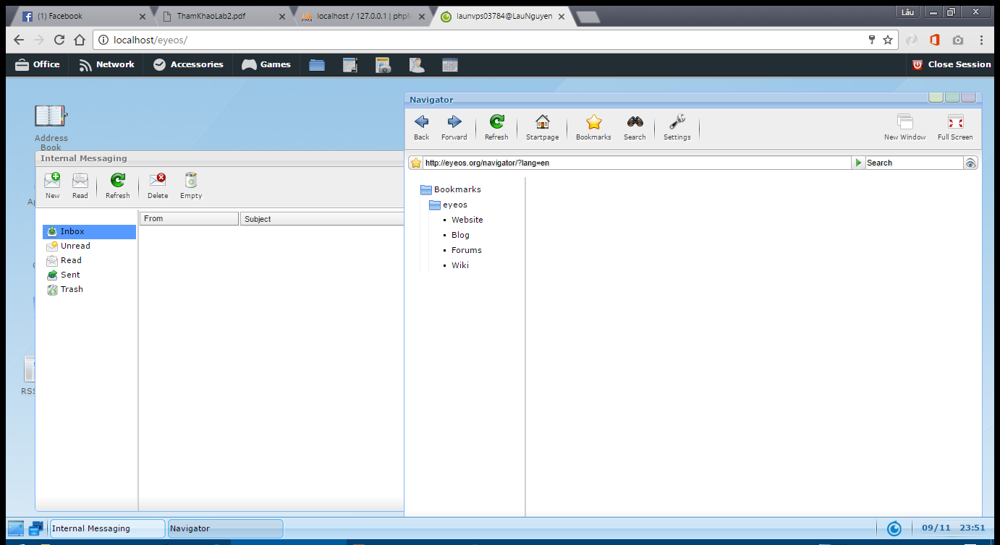 (1) Facebook
ThamKhaoLab2.pdf
localhost / 127.0.0.1 | phpM
launvps03784@LauNguyen
Lâu
localhost/eyeos/
Office
Network
Accessories
Games
Close Session
Address
Book
Internal Messaging
New
Read
Refresh
Delete
Empty
From
Subject
Inbox
Unread
Read
Sent
Trash
RSS
Navigator
Back
Forward
Refresh
Startpage
Bookmarks
Search
Settings
New Window
Full Screen
http://eyeos.org/navigator/?lang=en
Search
Bookmarks
eyeos
Website
Blog
Forums
Wiki
Internal Messaging
Navigator
09/11 23:51